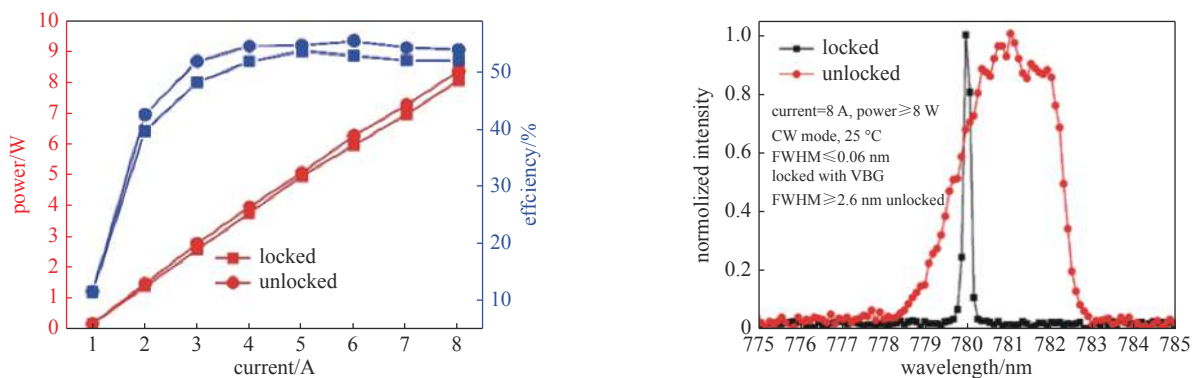 10
9
8
7
6
5
4
3
2
1
0
power/W
50
40
30
20
10
effciency/%
locked
unlocked
1 2 3 4 5 6 7 8
current/A
1.0
0.8
0.6
0.4
0.2
0
normolized intensity
locked
unlocked
current=8 A, power≥8 W
CW mode, 25 °C
FWHM≤0.06 nm
locked with VBG
FWHM≥2.6 nm unlocked
775 776 777 778 779 780 781 782 783 784 785
wavelength/nm